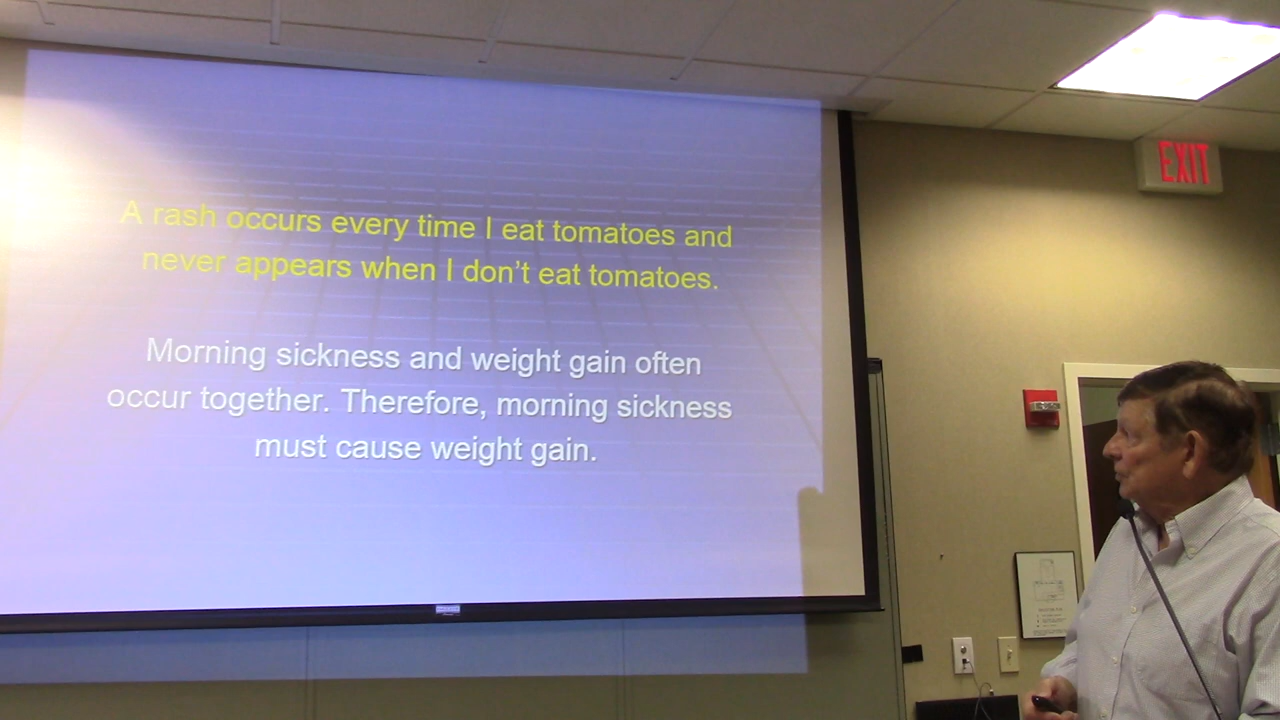 A rash occurs every time I eat tomatoes and
never appears when I don't eat tomatoes.
Morning sickness and weight gain often
occur together. Therefore, morning sickness
must cause weight gain.
EXIT